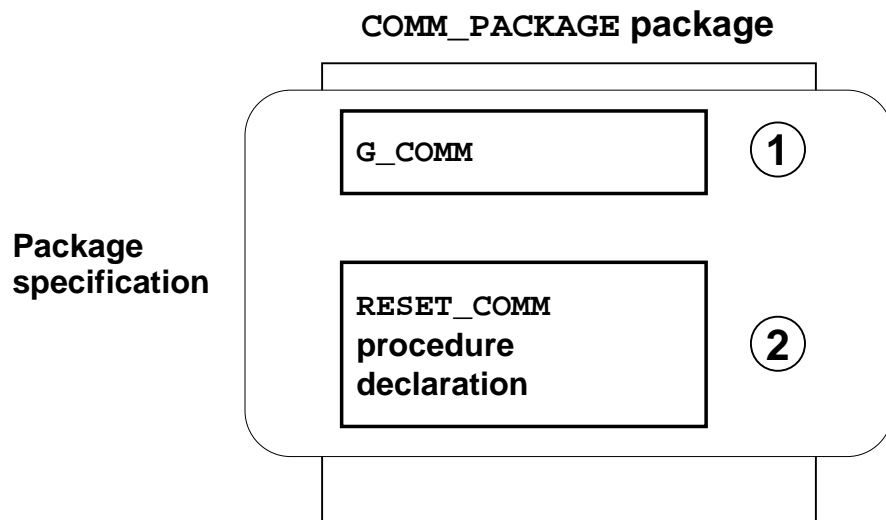 COMM_PACKAGE package
G_COMM
1
Package
specification
RESET_COMM
procedure
declaration
2